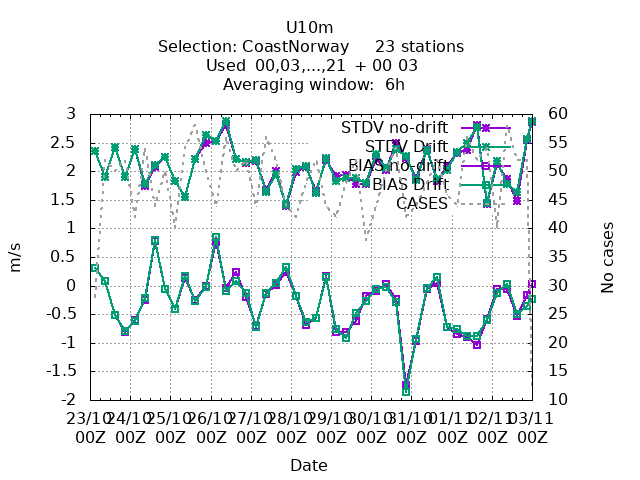 U10m
Selection: CoastNorway     23 stations
Used  00,03,...,21  + 00 03
Averaging window:  6h
STDV no-drift
STDV Drift
BIAS no-drift
BIAS Drift
CASES
3
2.5
2
1.5
1
0.5
0
-0.5
-1
-1.5
-2
m/s
60
55
50
45
40
35
30
25
20
15
10
No cases
23/10 24/10 25/10 26/10 27/10 28/10 29/10 30/10 31/10 01/11 02/11 03/11
00Z 00Z 00Z 00Z 00Z 00Z 00Z 00Z 00Z 00Z 00Z 00Z
Date